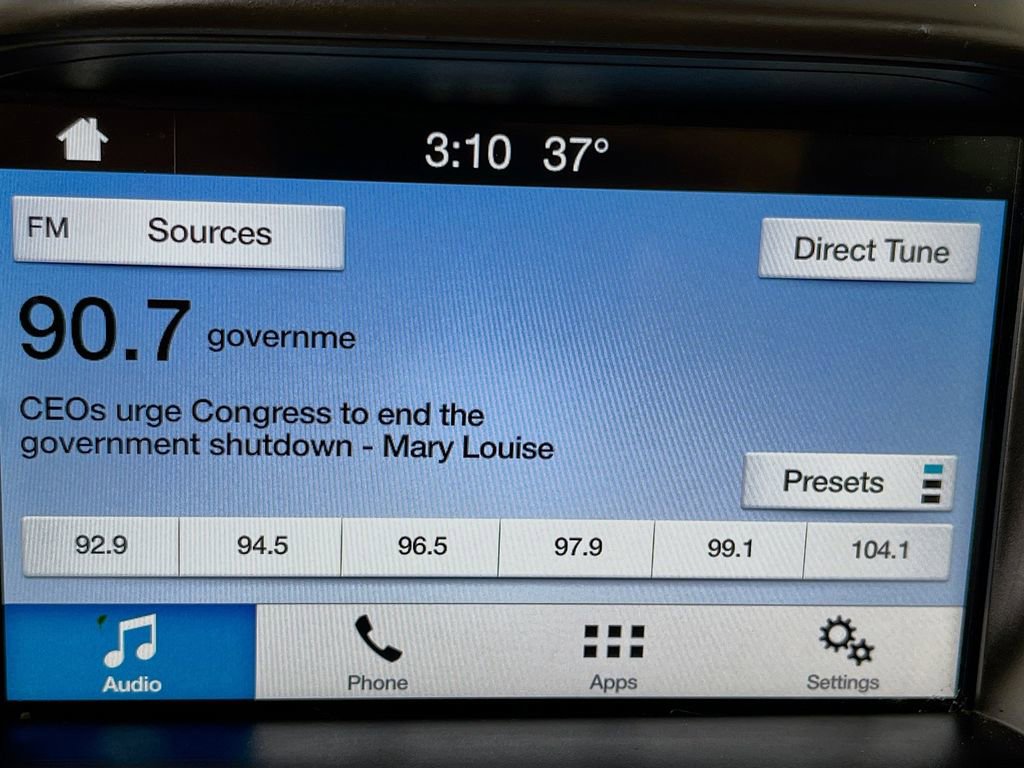 3:10 37°
FM Sources
Direct Tune
90.7 governme
CEOs urge Congress to end the
government shutdown - Mary Louise
Presets
92.9 94.5 96.5 97.9 99.1 104.1
Audio Phone Apps Settings